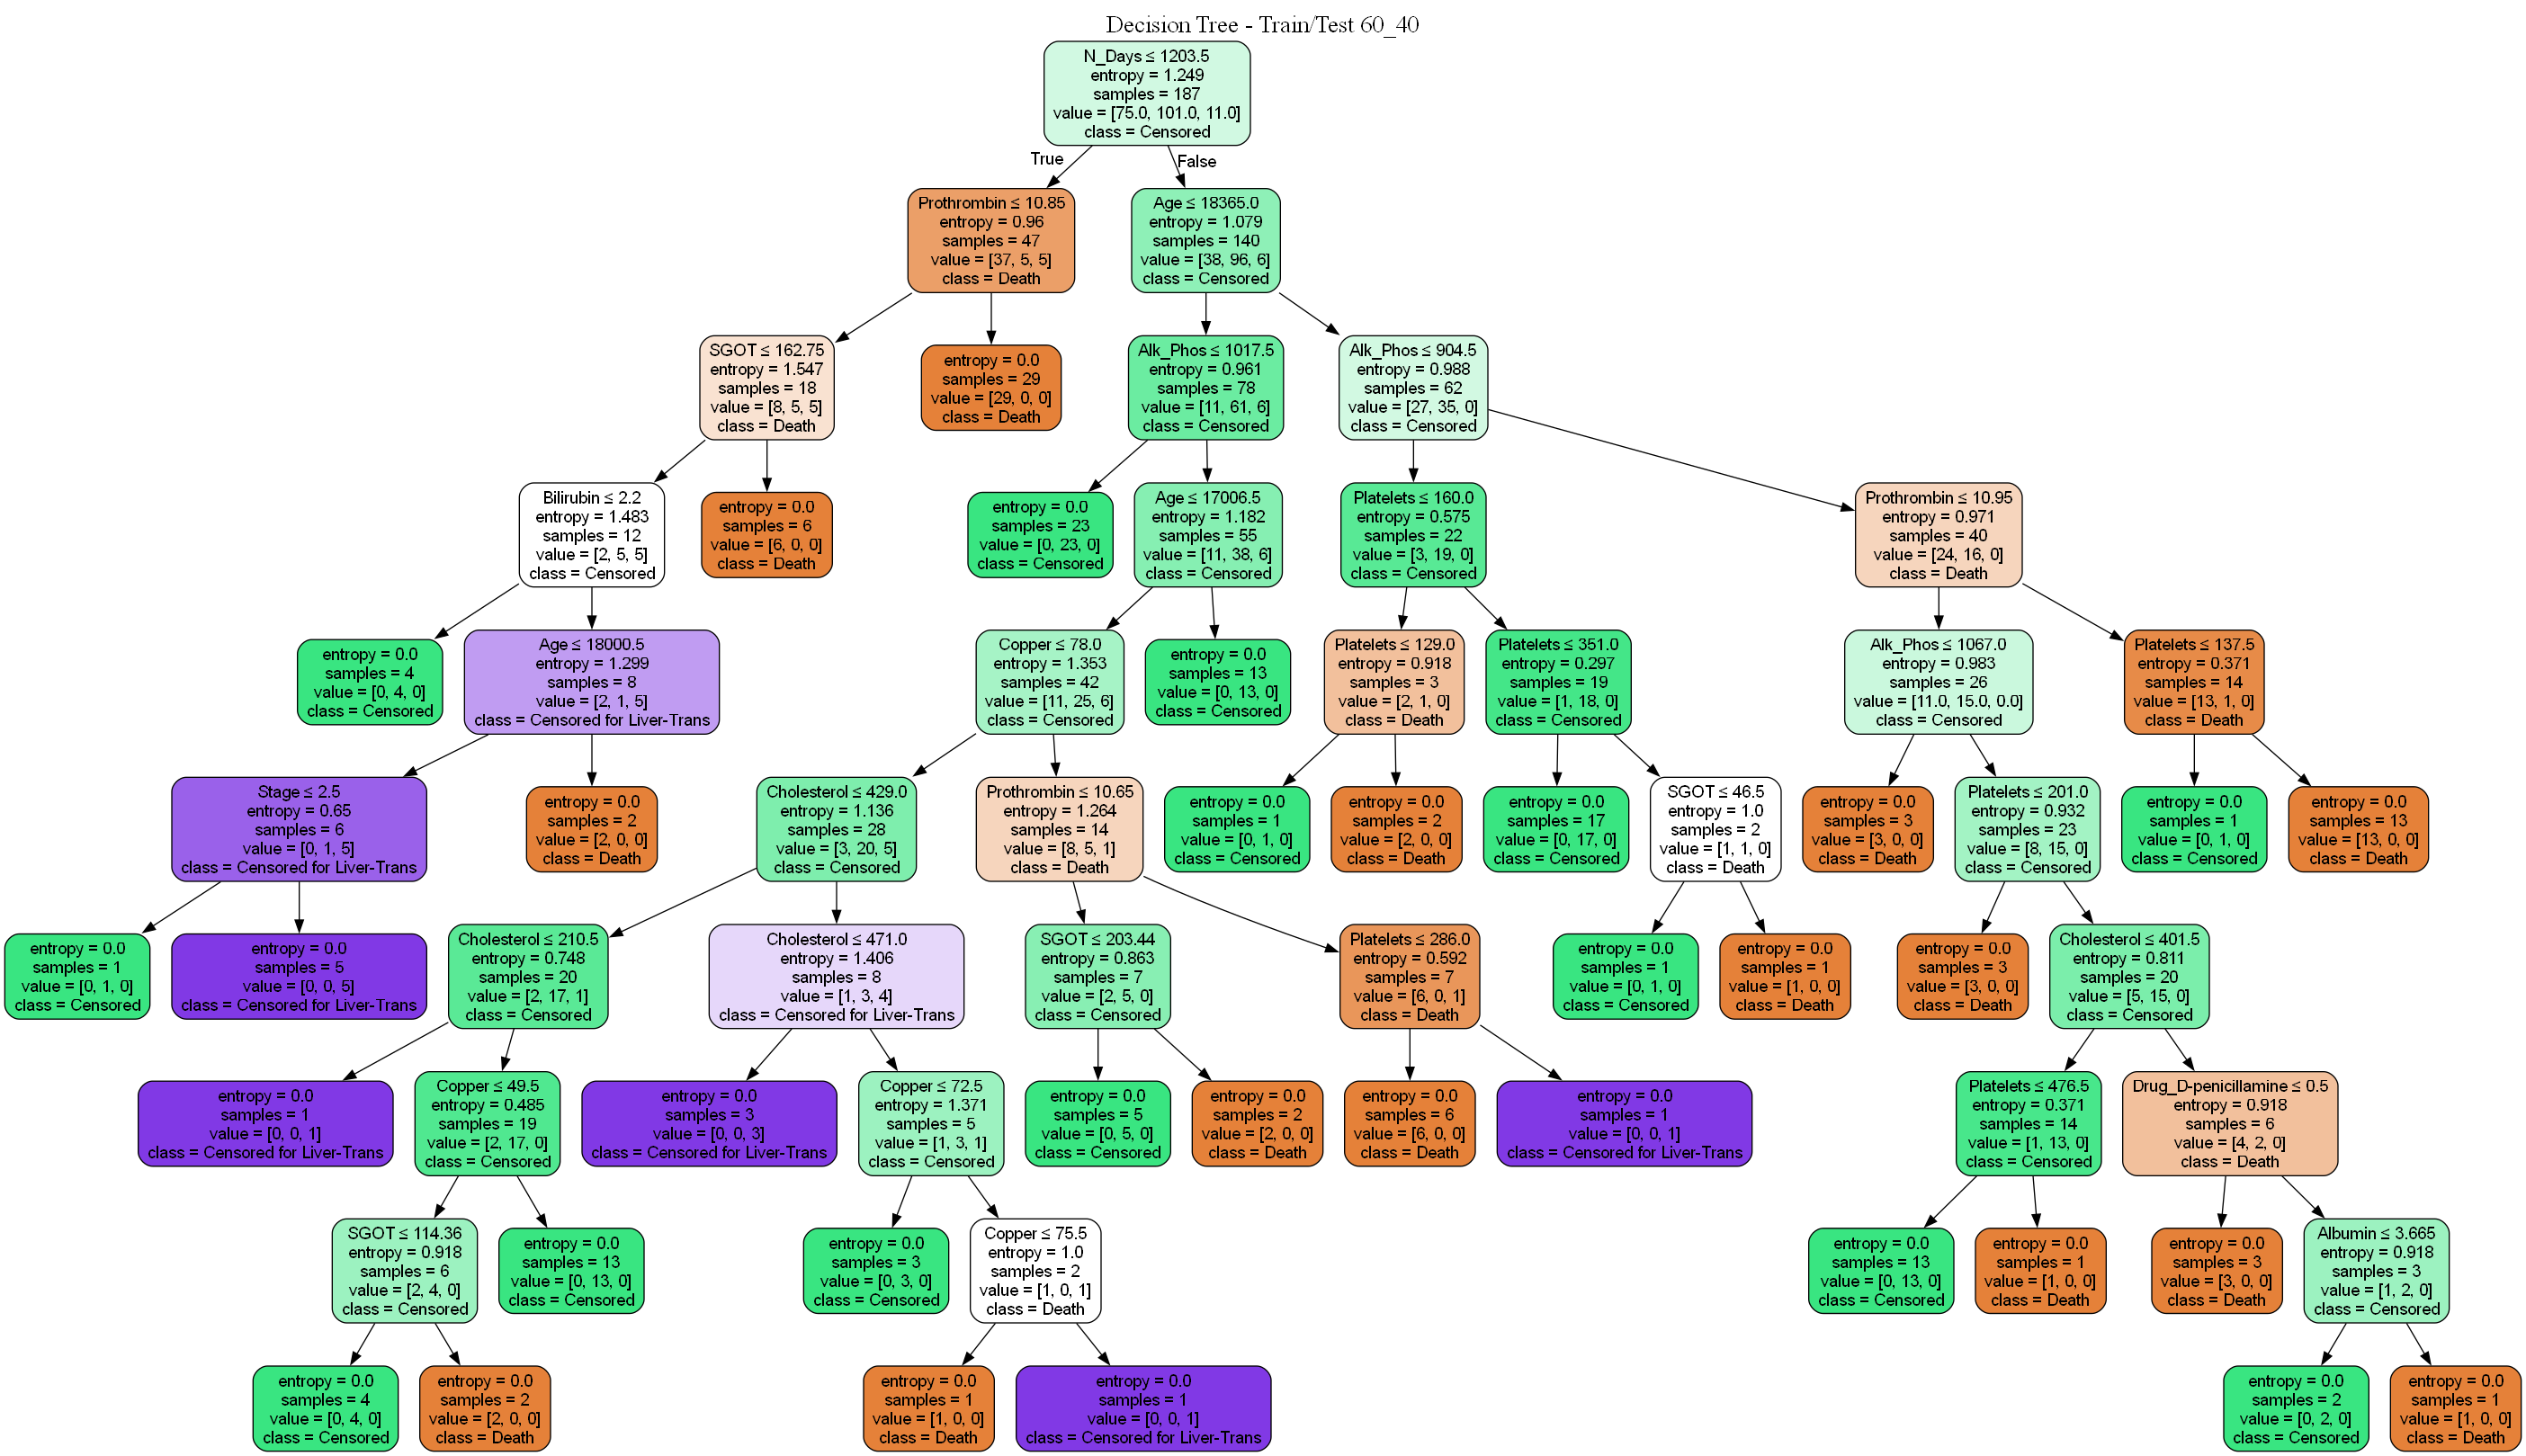 Decision Tree - Train/Test 60_40
N_Days ≤ 1203.5
entropy = 1.249
samples = 187
value = [75.0, 101.0, 11.0]
class = Censored
True
False
Prothrombin ≤ 10.85
entropy = 0.96
samples = 47
value = [37, 5, 5]
class = Death
Age ≤ 18365.0
entropy = 1.079
samples = 140
value = [38, 96, 6]
class = Censored
SGOT ≤ 162.75
entropy = 1.547
samples = 18
value = [8, 5, 5]
class = Death
entropy = 0.0
samples = 29
value = [29, 0, 0]
class = Death
Alk_Phos ≤ 1017.5
entropy = 0.961
samples = 78
value = [11, 61, 6]
class = Censored
Alk_Phos ≤ 904.5
entropy = 0.988
samples = 62
value = [27, 35, 0]
class = Censored
Bilirubin ≤ 2.2
entropy = 1.483
samples = 12
value = [2, 5, 5]
class = Censored
entropy = 0.0
samples = 6
value = [6, 0, 0]
class = Death
entropy = 0.0
samples = 23
value = [0, 23, 0]
class = Censored
Age ≤ 17006.5
entropy = 1.182
samples = 55
value = [11, 38, 6]
class = Censored
Platelets ≤ 160.0
entropy = 0.575
samples = 22
value = [3, 19, 0]
class = Censored
Prothrombin ≤ 10.95
entropy = 0.971
samples = 40
value = [24, 16, 0]
class = Death
entropy = 0.0
samples = 4
value = [0, 4, 0]
class = Censored
Age ≤ 18000.5
entropy = 1.299
samples = 8
value = [2, 1, 5]
class = Censored for Liver-Trans
Copper ≤ 78.0
entropy = 1.353
samples = 42
value = [11, 25, 6]
class = Censored
entropy = 0.0
samples = 13
value = [0, 13, 0]
class = Censored
Platelets ≤ 129.0
entropy = 0.918
samples = 3
value = [2, 1, 0]
class = Death
Platelets ≤ 351.0
entropy = 0.297
samples = 19
value = [1, 18, 0]
class = Censored
Alk_Phos ≤ 1067.0
entropy = 0.983
samples = 26
value = [11.0, 15.0, 0.0]
class = Censored
Platelets ≤ 137.5
entropy = 0.371
samples = 14
value = [13, 1, 0]
class = Death
Stage ≤ 2.5
entropy = 0.65
samples = 6
value = [0, 1, 5]
class = Censored for Liver-Trans
entropy = 0.0
samples = 2
value = [2, 0, 0]
class = Death
Cholesterol ≤ 429.0
entropy = 1.136
samples = 28
value = [3, 20, 5]
class = Censored
Prothrombin ≤ 10.65
entropy = 1.264
samples = 14
value = [8, 5, 1]
class = Death
entropy = 0.0
samples = 1
value = [0, 1, 0]
class = Censored
entropy = 0.0
samples = 2
value = [2, 0, 0]
class = Death
entropy = 0.0
samples = 17
value = [0, 17, 0]
class = Censored
SGOT ≤ 46.5
entropy = 1.0
samples = 2
value = [1, 1, 0]
class = Death
entropy = 0.0
samples = 3
value = [3, 0, 0]
class = Death
Platelets ≤ 201.0
entropy = 0.932
samples = 23
value = [8, 15, 0]
class = Censored
entropy = 0.0
samples = 1
value = [0, 1, 0]
class = Censored
entropy = 0.0
samples = 13
value = [13, 0, 0]
class = Death
entropy = 0.0
samples = 1
value = [0, 1, 0]
class = Censored
entropy = 0.0
samples = 5
value = [0, 0, 5]
class = Censored for Liver-Trans
Cholesterol ≤ 210.5
entropy = 0.748
samples = 20
value = [2, 17, 1]
class = Censored
Cholesterol ≤ 471.0
entropy = 1.406
samples = 8
value = [1, 3, 4]
class = Censored for Liver-Trans
SGOT ≤ 203.44
entropy = 0.863
samples = 7
value = [2, 5, 0]
class = Censored
Platelets ≤ 286.0
entropy = 0.592
samples = 7
value = [6, 0, 1]
class = Death
entropy = 0.0
samples = 1
value = [0, 1, 0]
class = Censored
entropy = 0.0
samples = 1
value = [1, 0, 0]
class = Death
entropy = 0.0
samples = 3
value = [3, 0, 0]
class = Death
Cholesterol ≤ 401.5
entropy = 0.811
samples = 20
value = [5, 15, 0]
class = Censored
entropy = 0.0
samples = 1
value = [0, 0, 1]
class = Censored for Liver-Trans
Copper ≤ 49.5
entropy = 0.485
samples = 19
value = [2, 17, 0]
class = Censored
entropy = 0.0
samples = 3
value = [0, 0, 3]
class = Censored for Liver-Trans
Copper ≤ 72.5
entropy = 1.371
samples = 5
value = [1, 3, 1]
class = Censored
entropy = 0.0
samples = 5
value = [0, 5, 0]
class = Censored
entropy = 0.0
samples = 2
value = [2, 0, 0]
class = Death
entropy = 0.0
samples = 6
value = [6, 0, 0]
class = Death
entropy = 0.0
samples = 1
value = [0, 0, 1]
class = Censored for Liver-Trans
Platelets ≤ 476.5
entropy = 0.371
samples = 14
value = [1, 13, 0]
class = Censored
Drug_D-penicillamine ≤ 0.5
entropy = 0.918
samples = 6
value = [4, 2, 0]
class = Death
SGOT ≤ 114.36
entropy = 0.918
samples = 6
value = [2, 4, 0]
class = Censored
entropy = 0.0
samples = 13
value = [0, 13, 0]
class = Censored
entropy = 0.0
samples = 3
value = [0, 3, 0]
class = Censored
Copper ≤ 75.5
entropy = 1.0
samples = 2
value = [1, 0, 1]
class = Death
entropy = 0.0
samples = 13
value = [0, 13, 0]
class = Censored
entropy = 0.0
samples = 1
value = [1, 0, 0]
class = Death
entropy = 0.0
samples = 3
value = [3, 0, 0]
class = Death
Albumin ≤ 3.665
entropy = 0.918
samples = 3
value = [1, 2, 0]
class = Censored
entropy = 0.0
samples = 4
value = [0, 4, 0]
class = Censored
entropy = 0.0
samples = 2
value = [2, 0, 0]
class = Death
entropy = 0.0
samples = 1
value = [1, 0, 0]
class = Death
entropy = 0.0
samples = 1
value = [0, 0, 1]
class = Censored for Liver-Trans
entropy = 0.0
samples = 2
value = [0, 2, 0]
class = Censored
entropy = 0.0
samples = 1
value = [1, 0, 0]
class = Death